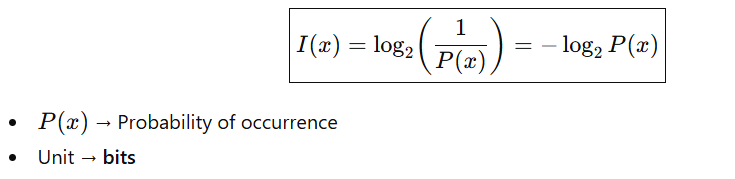 I(x) = log₂(1/P(x)) = − log₂ P(x)
• P(x) → Probability of occurrence
• Unit → bits